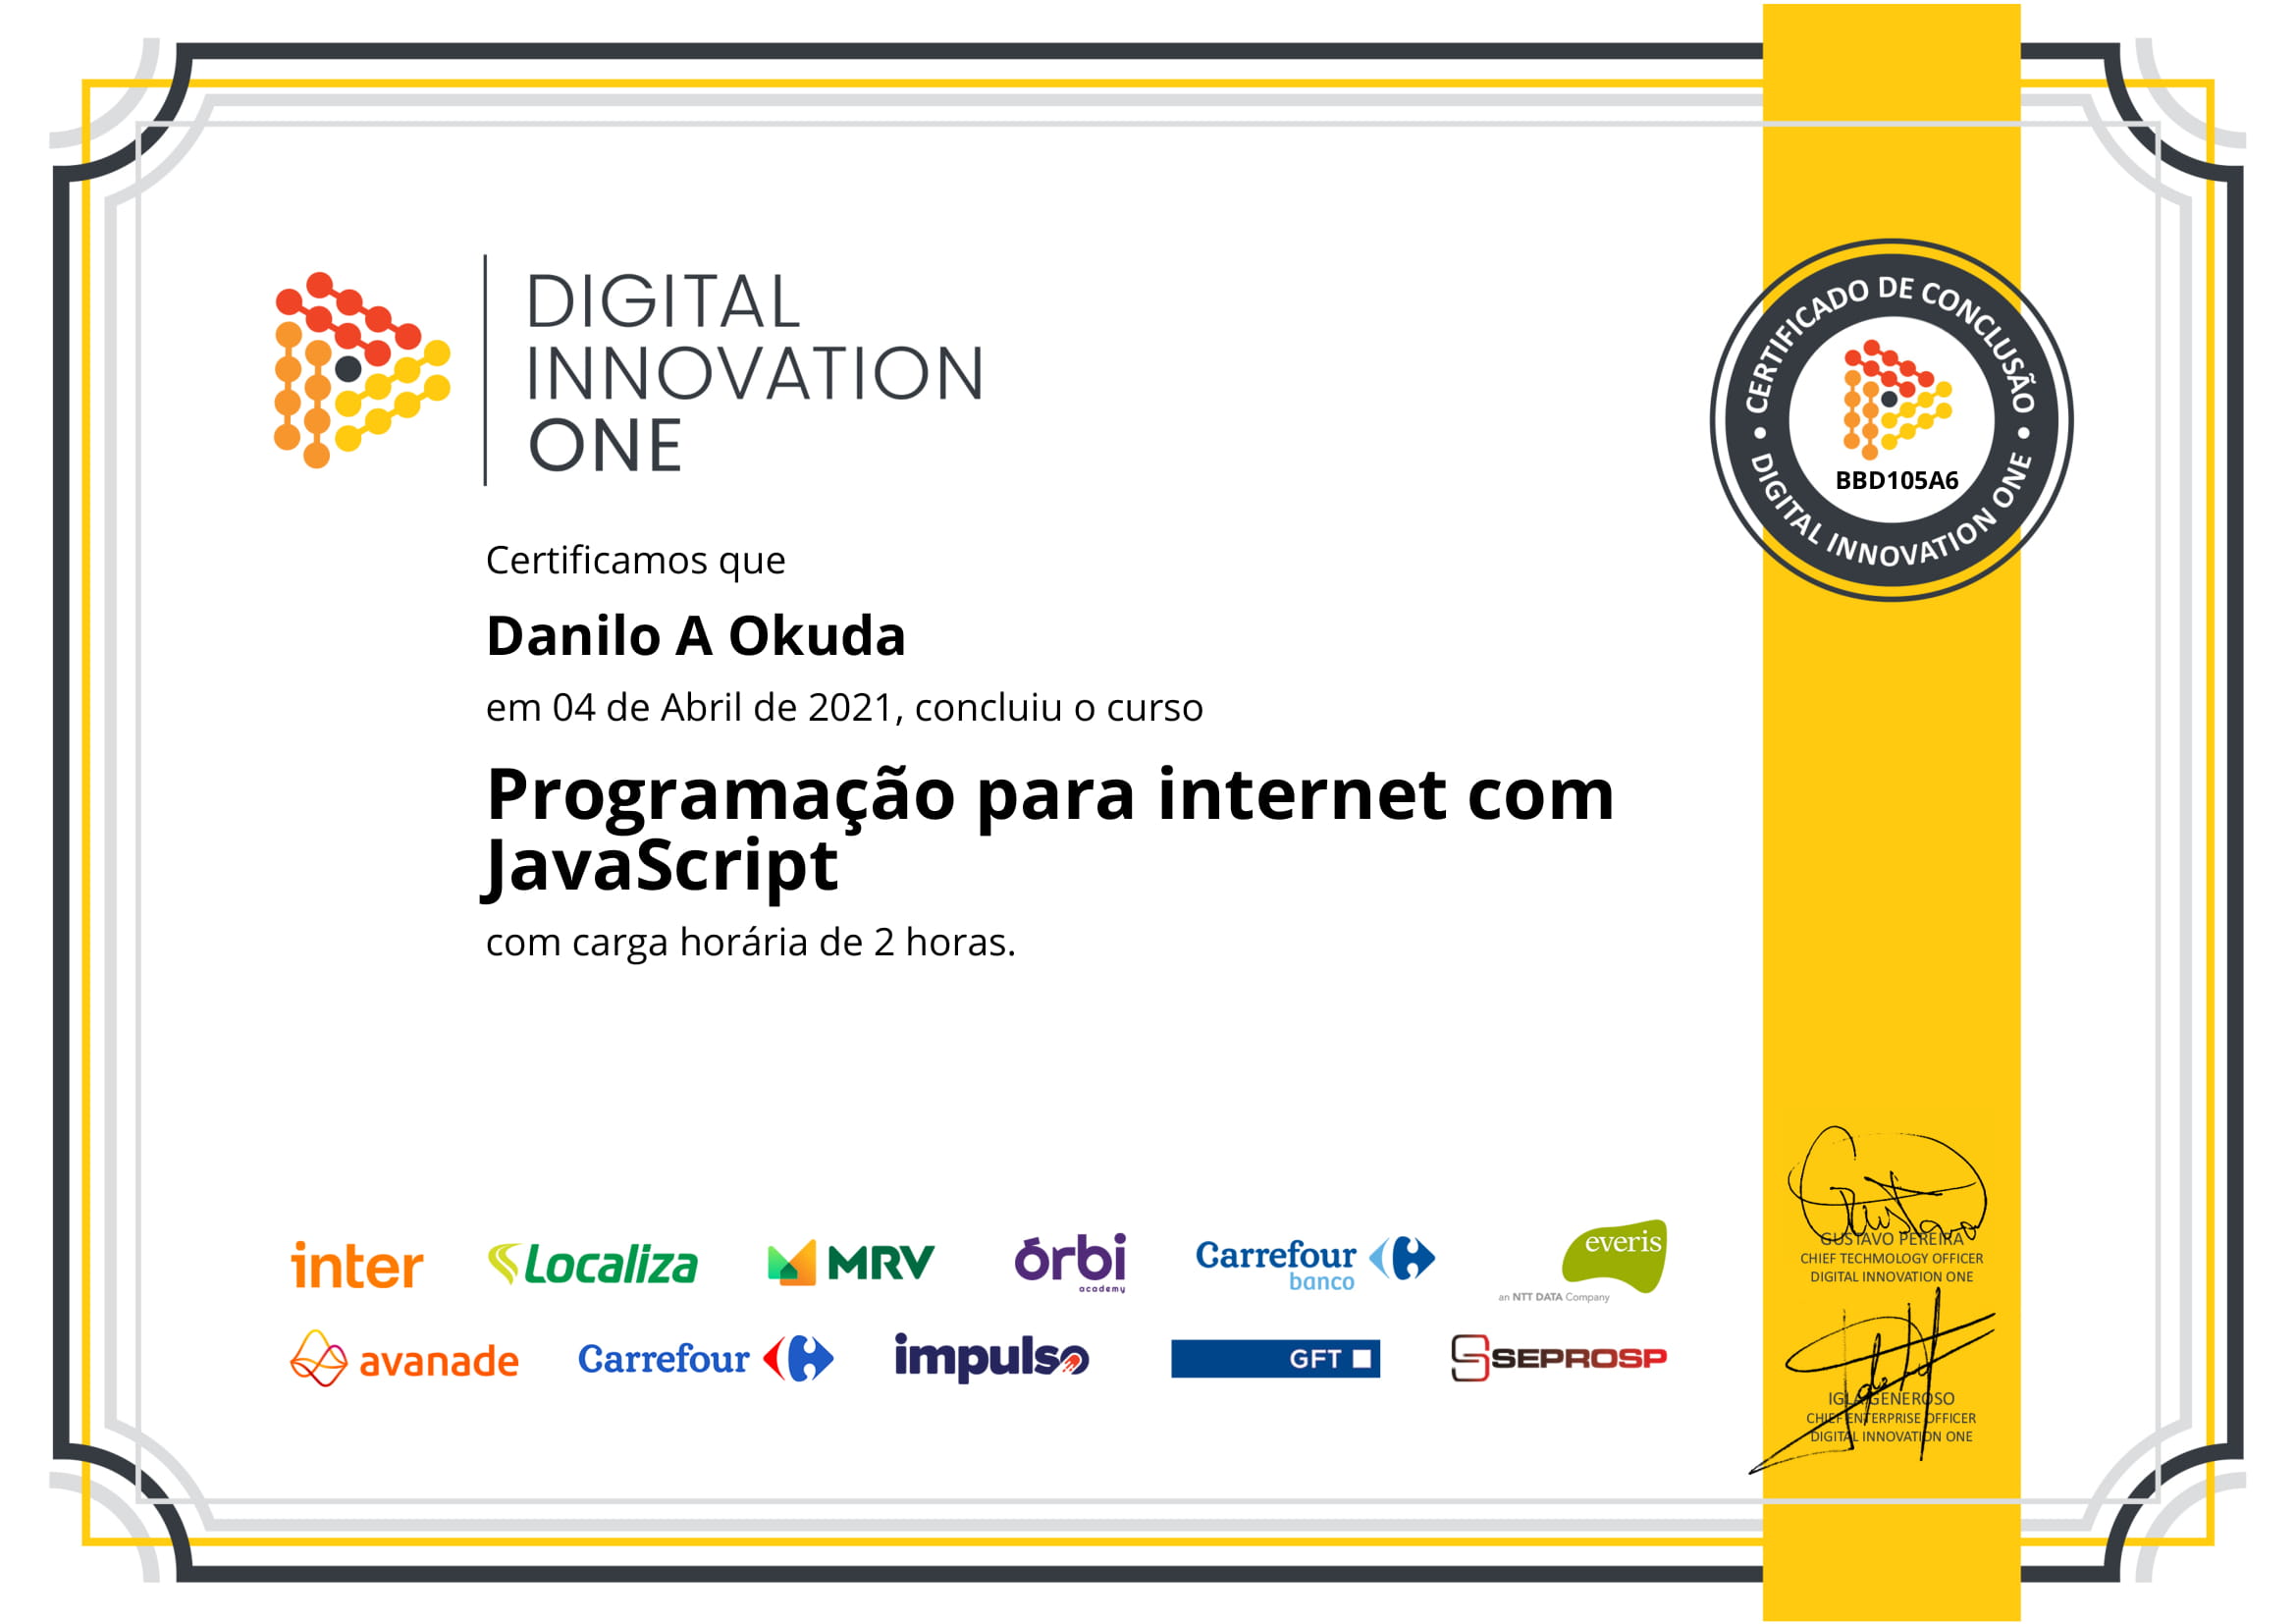 DIGITAL
INNOVATION
ONE
CERTIFICADO DE CONCLUSÃO
BBD105A6
DIGITAL INNOVATION ONE
Certificamos que
Danilo A Okuda
em 04 de Abril de 2021, concluiu o curso
Programação para internet com
JavaScript
com carga horária de 2 horas.
inter
Localiza
MRV
órbi
academy
Carrefour
banco
everis
an NTT DATA Company
avanade
Carrefour
impulso
GFT
SEPROSP
GUSTAVO PEREIRA
CHIEF TECHMOLOGY OFFICER
DIGITAL INNOVATION ONE
IGLA GENEROSO
CHIEF ENTERPRISE OFFICER
DIGITAL INNOVATION ONE